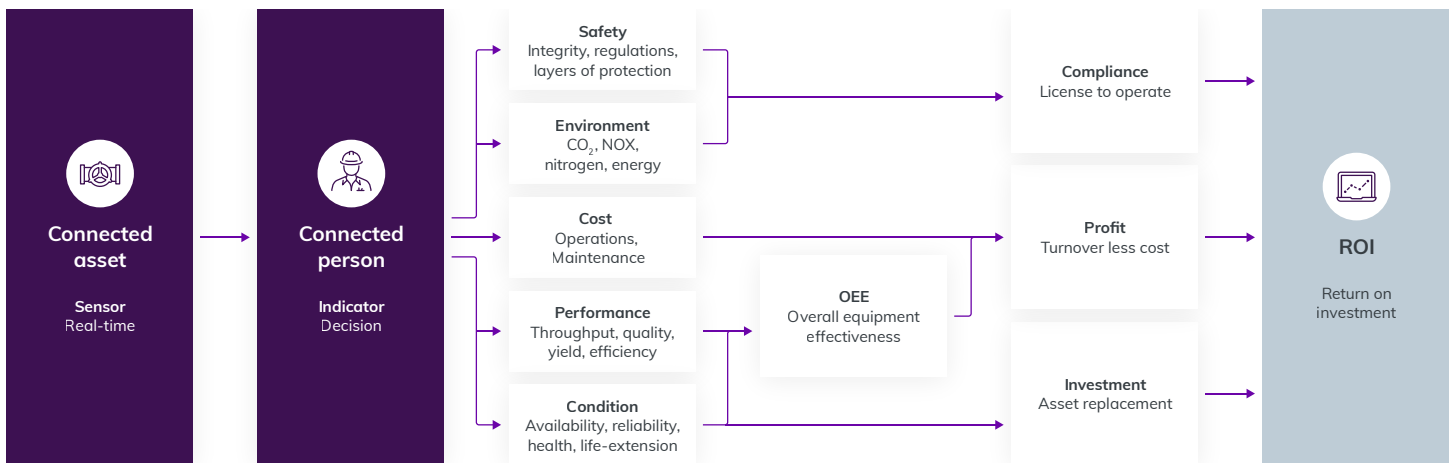 Connected
asset
Sensor
Real-time
Connected
person
Indicator
Decision
Safety
Integrity, regulations,
layers of protection
Environment
CO₂, NOX,
nitrogen, energy
Cost
Operations,
Maintenance
Performance
Throughput, quality,
yield, efficiency
Condition
Availability, reliability,
health, life-extension
OEE
Overall equipment
effectiveness
Compliance
License to operate
Profit
Turnover less cost
Investment
Asset replacement
ROI
Return on
investment